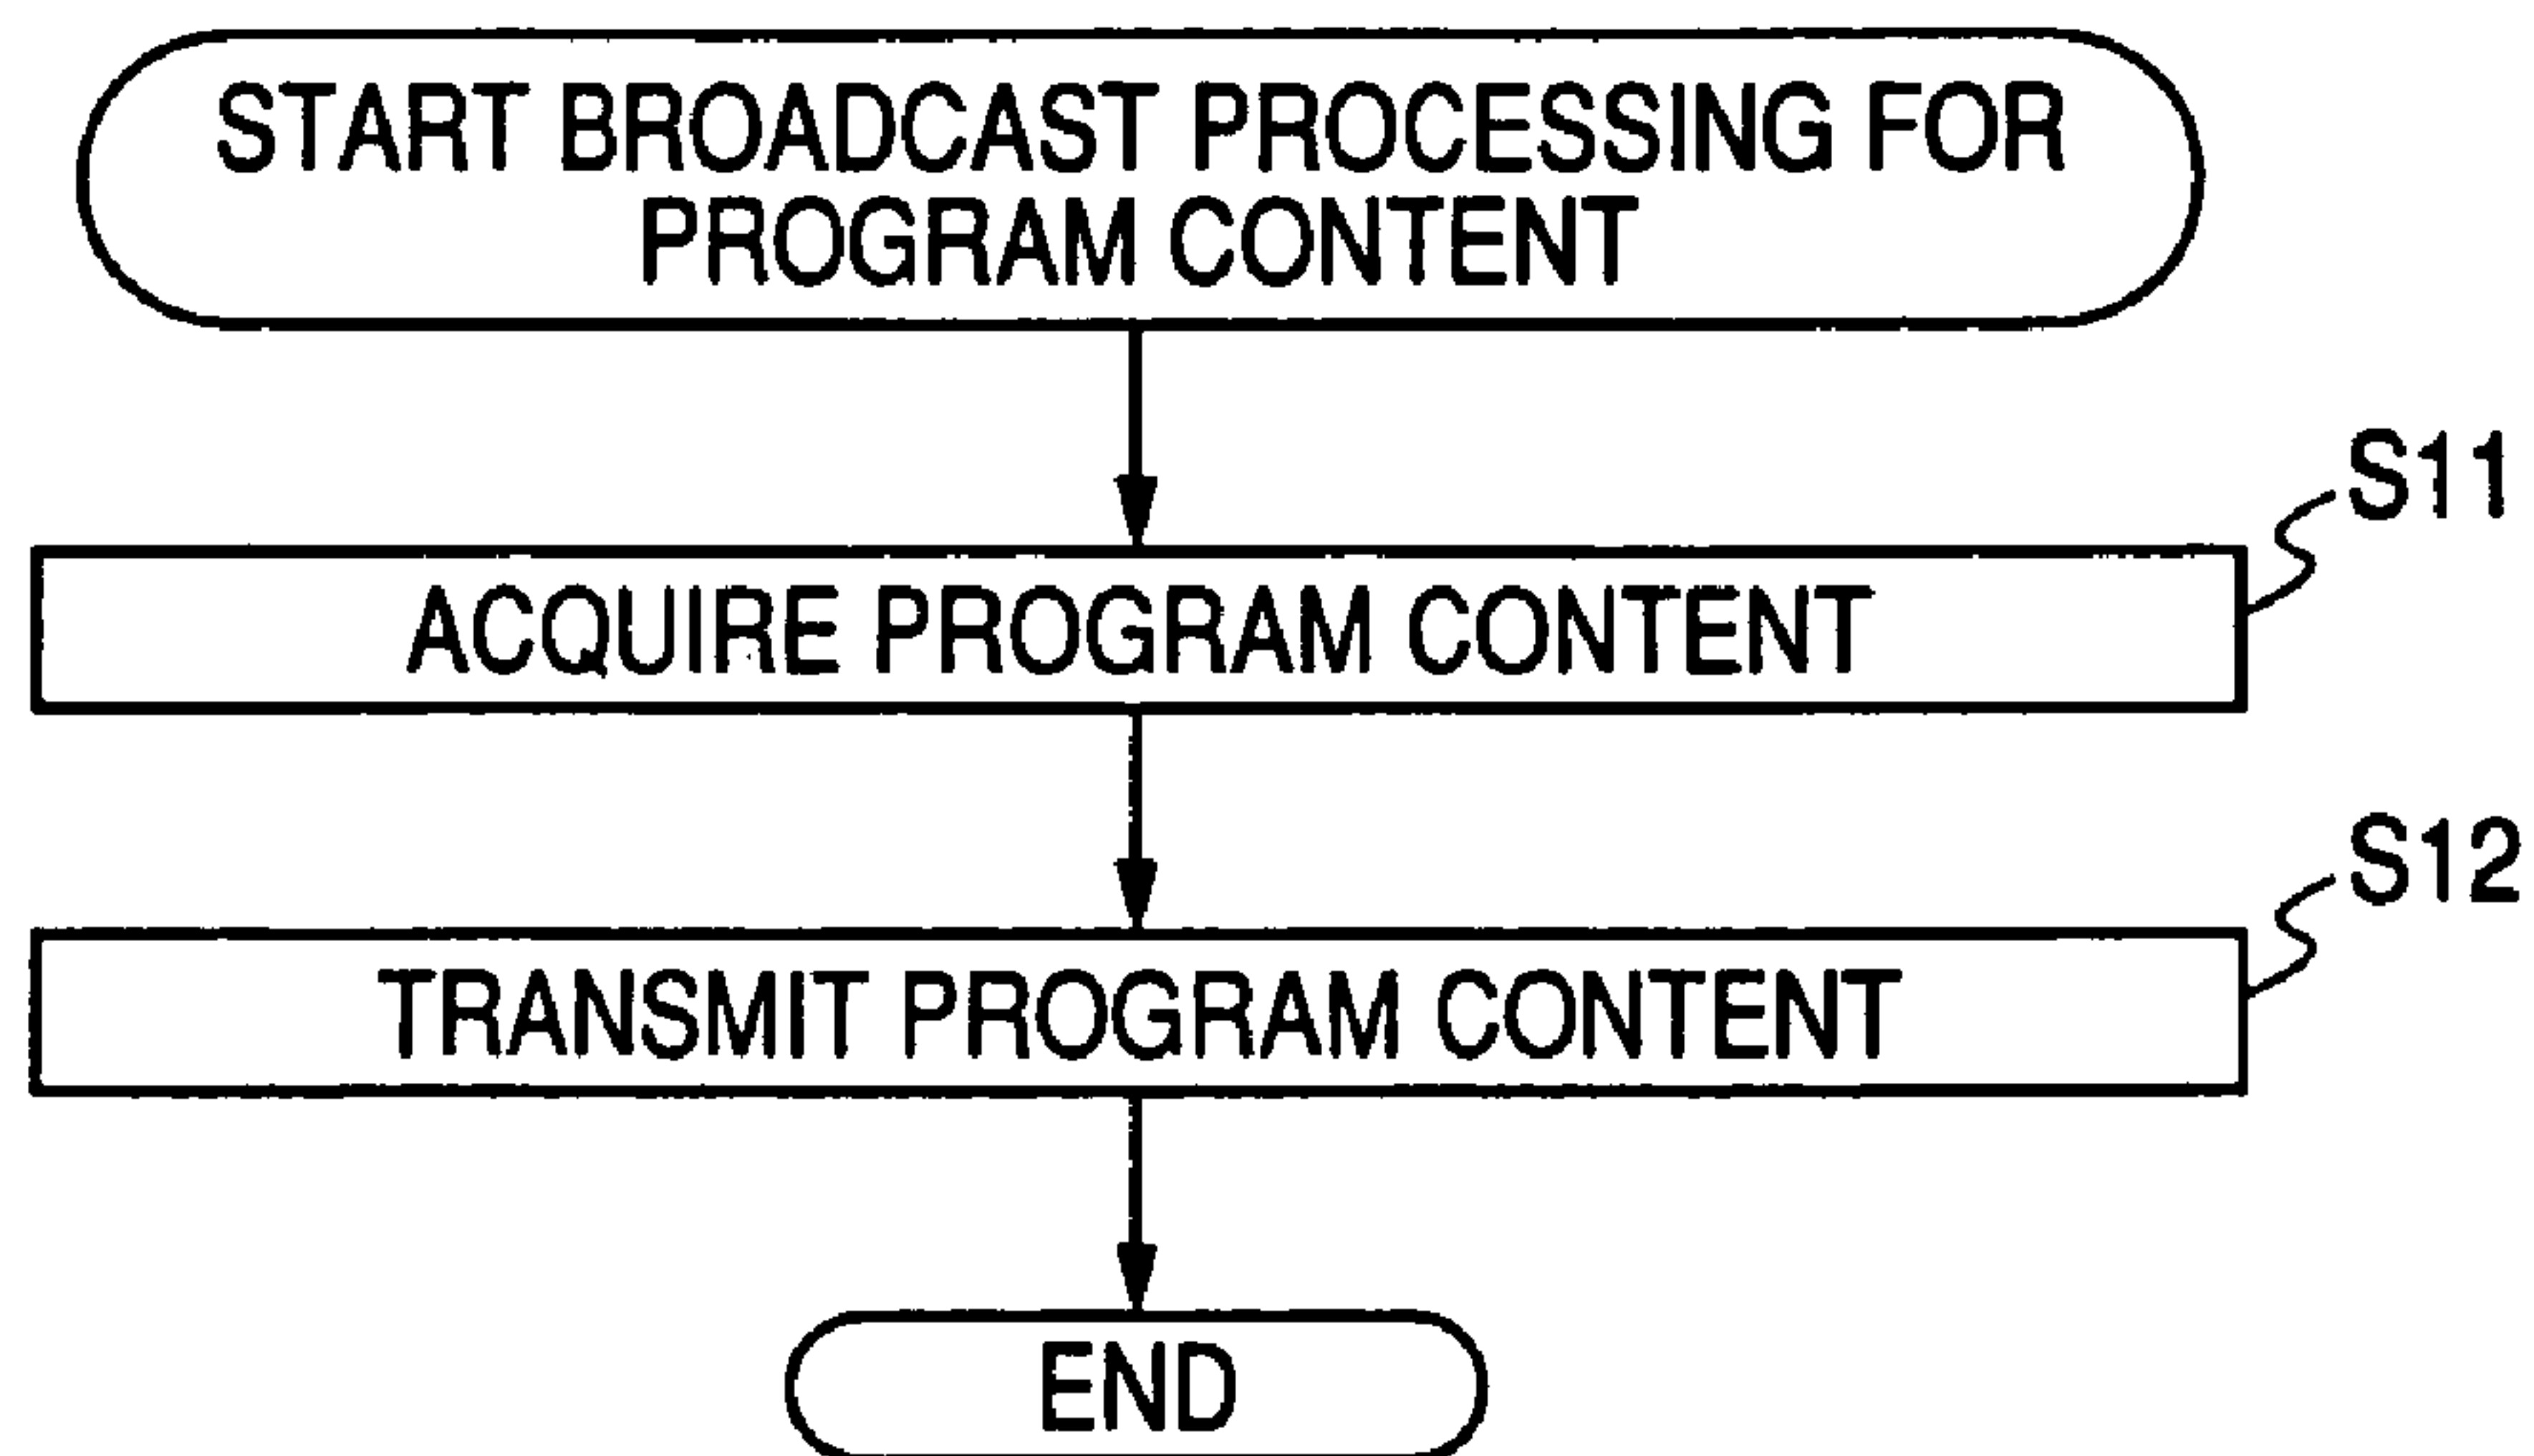 START BROADCAST PROCESSING FOR
PROGRAM CONTENT
S11
ACQUIRE PROGRAM CONTENT
S12
TRANSMIT PROGRAM CONTENT
END